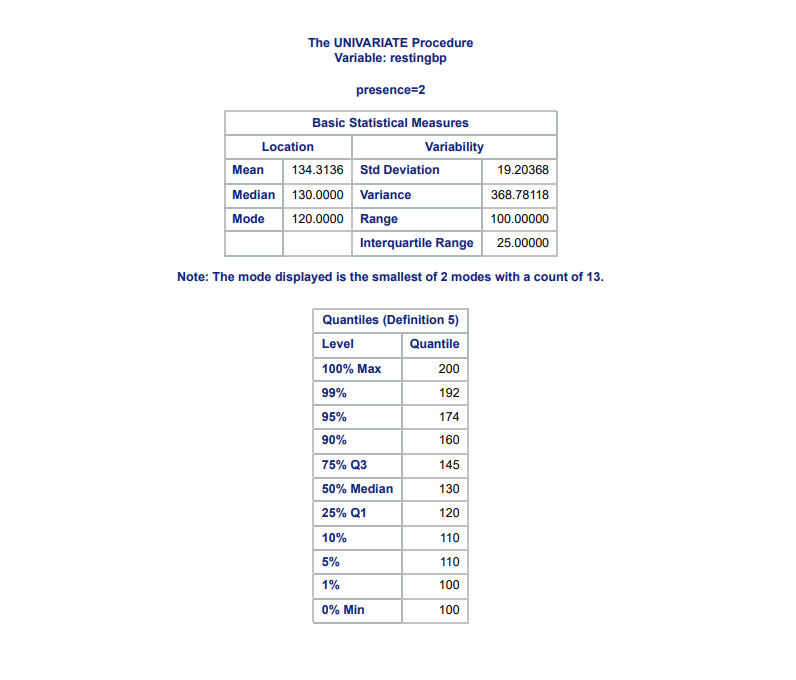 The UNIVARIATE Procedure
Variable: restingbp
presence=2
Basic Statistical Measures
Location Variability
Mean 134.3136 Std Deviation 19.20368
Median 130.0000 Variance 368.78118
Mode 120.0000 Range 100.00000
Interquartile Range 25.00000
Note: The mode displayed is the smallest of 2 modes with a count of 13.
Quantiles (Definition 5)
Level Quantile
100% Max 200
99% 192
95% 174
90% 160
75% Q3 145
50% Median 130
25% Q1 120
10% 110
5% 110
1% 100
0% Min 100